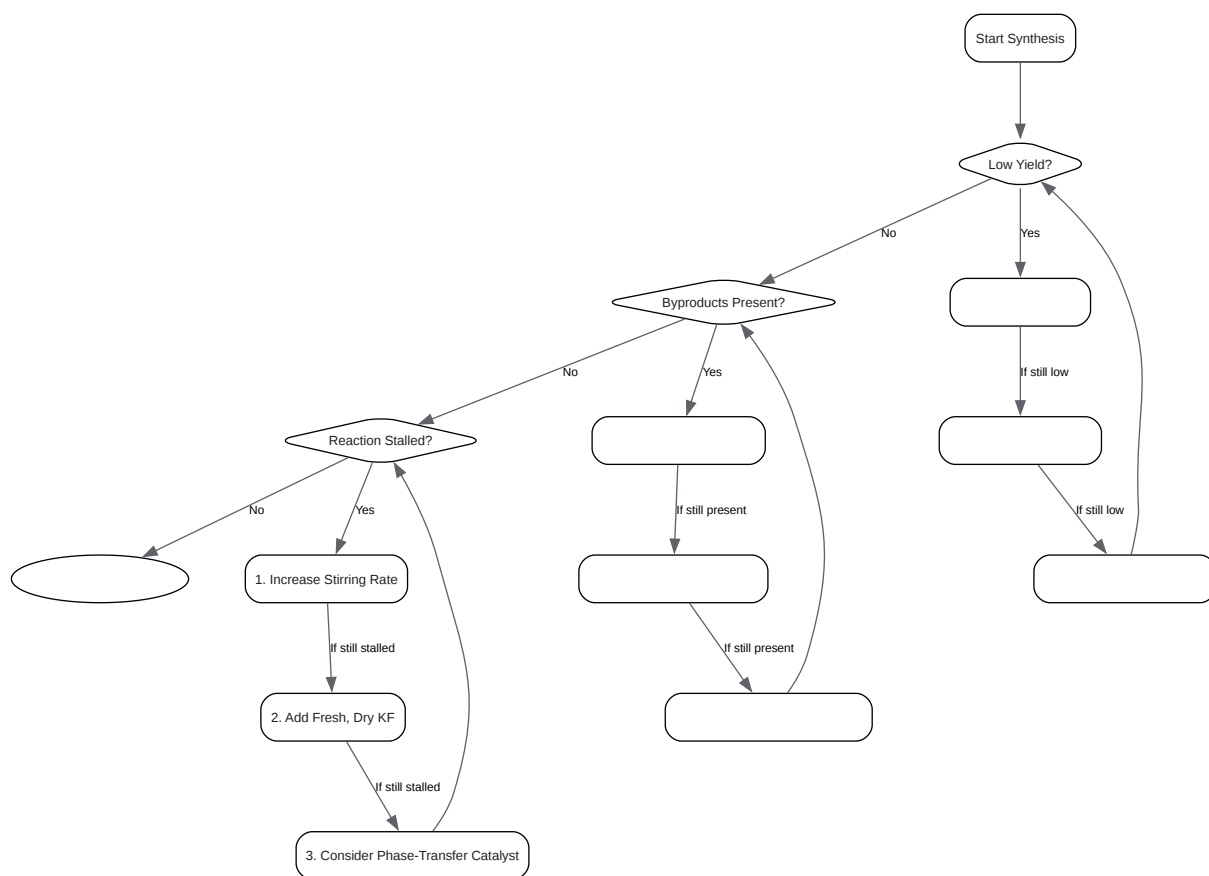 Start Synthesis
Low Yield?
No
Yes
Byproducts Present?
No
Yes
If still low
Reaction Stalled?
No
Yes
If still present
If still low
1. Increase Stirring Rate
If still stalled
If still present
2. Add Fresh, Dry KF
If still stalled
3. Consider Phase-Transfer Catalyst